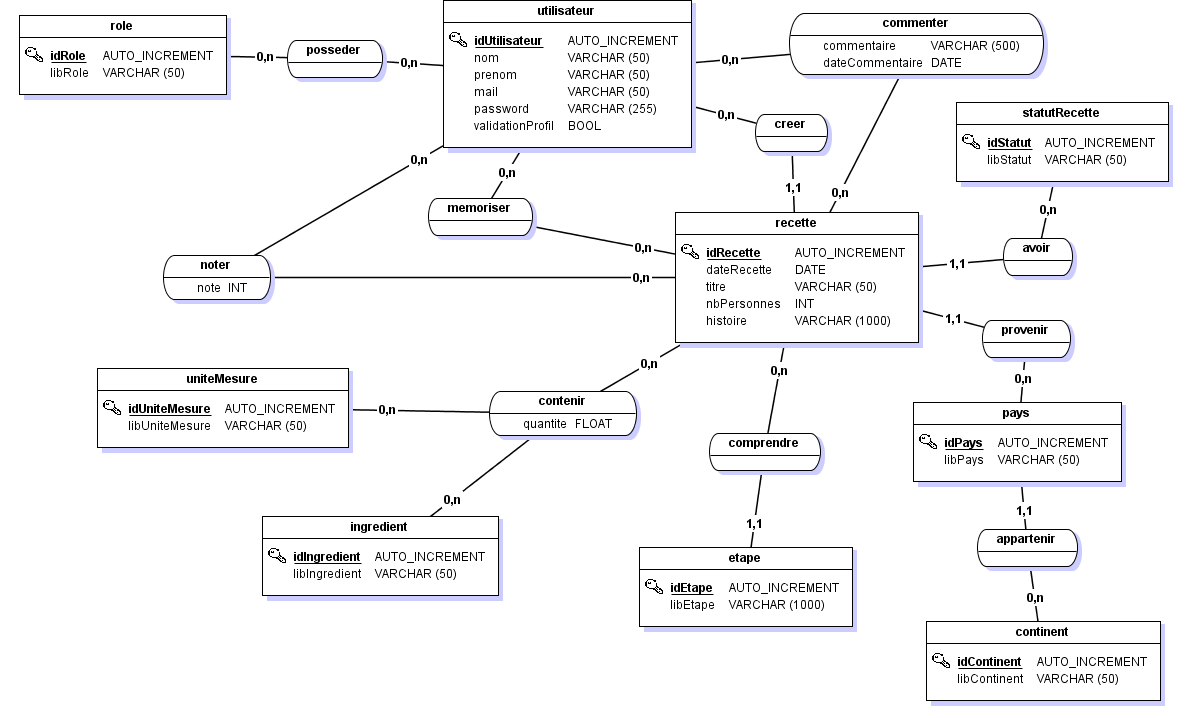 role
idRole AUTO_INCREMENT
libRole VARCHAR (50)
0,n
posseder
0,n
utilisateur
idUtilisateur AUTO_INCREMENT
nom VARCHAR (50)
prenom VARCHAR (50)
mail VARCHAR (50)
password VARCHAR (255)
validationProfil BOOL
0,n
commenter
commentaire VARCHAR (500)
dateCommentaire DATE
0,n
0,n
creer
1,1
statutRecette
idStatut AUTO_INCREMENT
libStatut VARCHAR (50)
0,n
avoir
1,1
0,n
0,n
memoriser
0,n
noter
note INT
0,n
recette
idRecette AUTO_INCREMENT
dateRecette DATE
titre VARCHAR (50)
nbPersonnes INT
histoire VARCHAR (1000)
1,1
provenir
0,n
uniteMesure
idUniteMesure AUTO_INCREMENT
libUniteMesure VARCHAR (50)
0,n
contenir
quantite FLOAT
0,n
0,n
ingredient
idIngredient AUTO_INCREMENT
libIngredient VARCHAR (50)
0,n
comprendre
1,1
etape
idEtape AUTO_INCREMENT
libEtape VARCHAR (1000)
pays
idPays AUTO_INCREMENT
libPays VARCHAR (50)
1,1
appartenir
0,n
continent
idContinent AUTO_INCREMENT
libContinent VARCHAR (50)